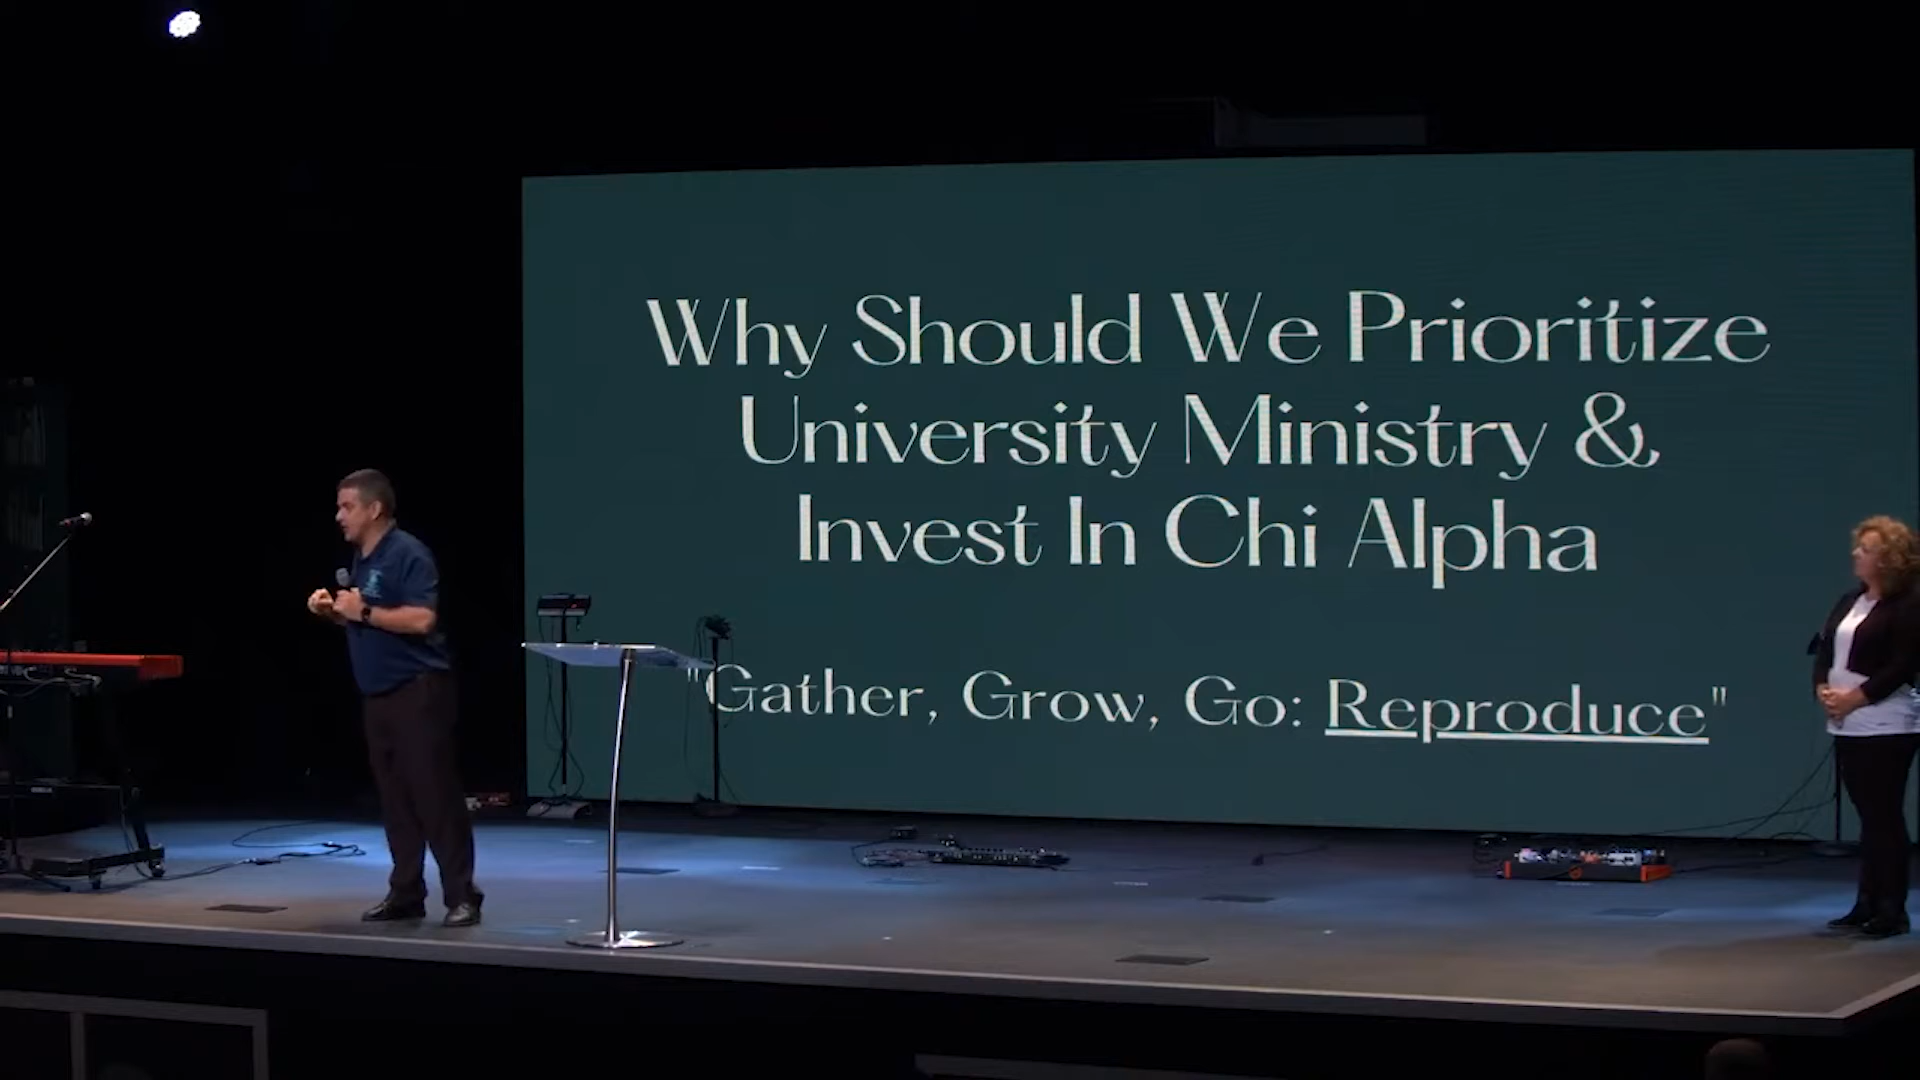 Why Should We Prioritize
University Ministry &
Invest In Chi Alpha
"Gather, Grow, Go: Reproduce"